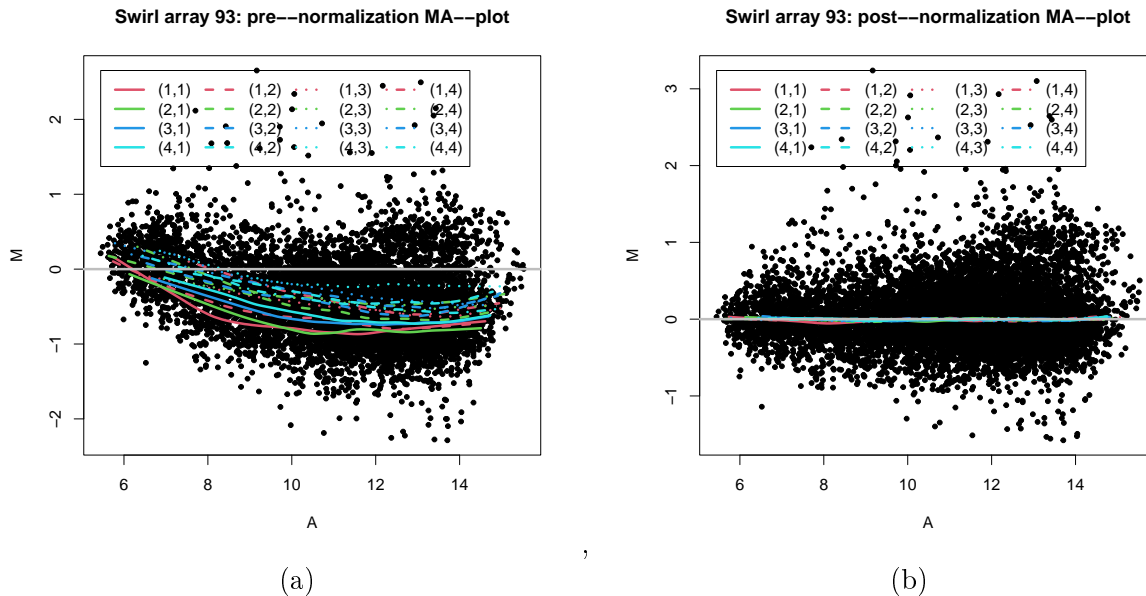 Swirl array 93: pre−−normalization MA−−plot
(1,1) (1,2) (1,3) (1,4)
(2,1) (2,2) (2,3) (2,4)
(3,1) (3,2) (3,3) (3,4)
(4,1) (4,2) (4,3) (4,4)
M
2
1
0
−1
−2
6 8 10 12 14
A
(a)
,
Swirl array 93: post−−normalization MA−−plot
(1,1) (1,2) (1,3) (1,4)
(2,1) (2,2) (2,3) (2,4)
(3,1) (3,2) (3,3) (3,4)
(4,1) (4,2) (4,3) (4,4)
M
3
2
1
0
−1
6 8 10 12 14
A
(b)